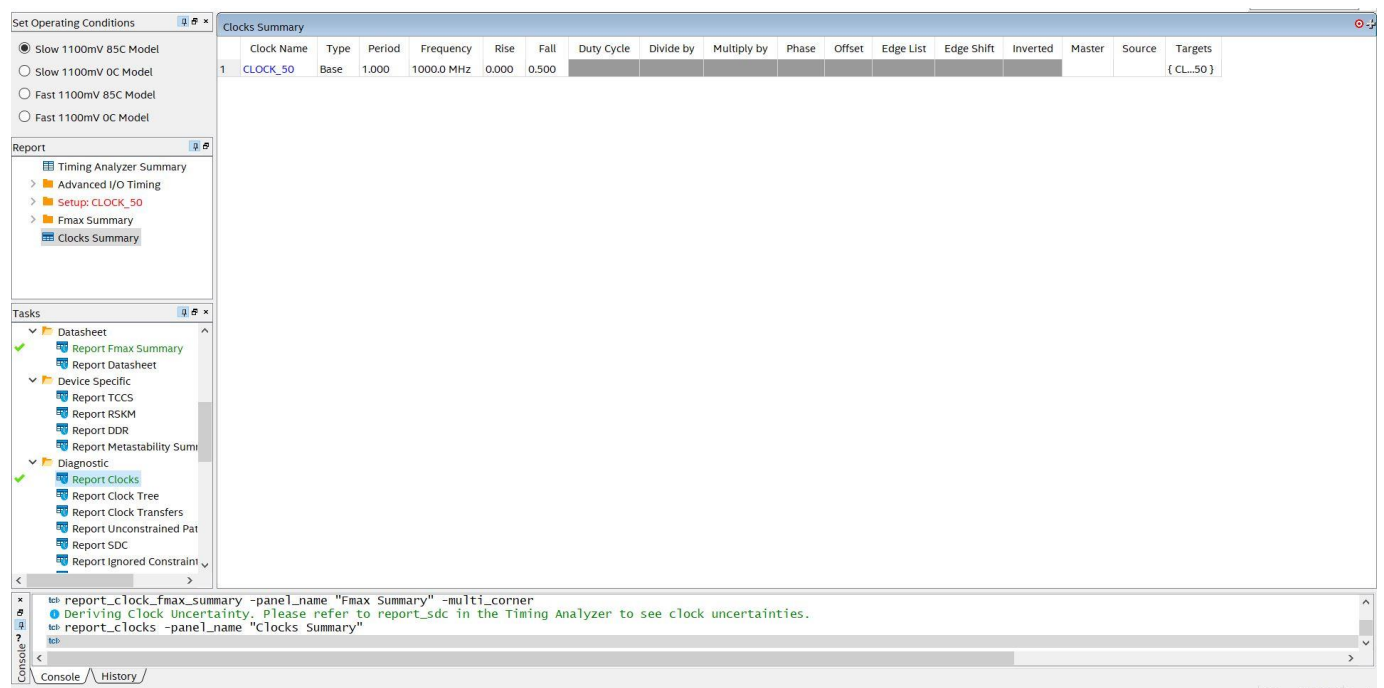 Set Operating Conditions
Slow 1100mV 85C Model
Slow 1100mV 0C Model
Fast 1100mV 85C Model
Fast 1100mV 0C Model
Report
Timing Analyzer Summary
Advanced I/O Timing
Setup: CLOCK_50
Fmax Summary
Clocks Summary
Tasks
Datasheet
Report Fmax Summary
Report Datasheet
Device Specific
Report TCCS
Report RSKM
Report DDR
Report Metastability Sum
Diagnostic
Report Clocks
Report Clock Tree
Report Clock Transfers
Report Unconstrained Pat
Report SDC
Report Ignored Constraint
Clocks Summary
Clock Name Type Period Frequency Rise Fall Duty Cycle Divide by Multiply by Phase Offset Edge List Edge Shift Inverted Master Source Targets
1 CLOCK_50 Base 1.000 1000.0 MHz 0.000 0.500 { CL...50 }
tcl> report_clock_fmax_summary -panel_name "Fmax Summary" -multi_corner
Deriving Clock Uncertainty. Please refer to report_sdc in the Timing Analyzer to see clock uncertainties.
tcl> report_clocks -panel_name "Clocks Summary"
tcl>
Console
Console History